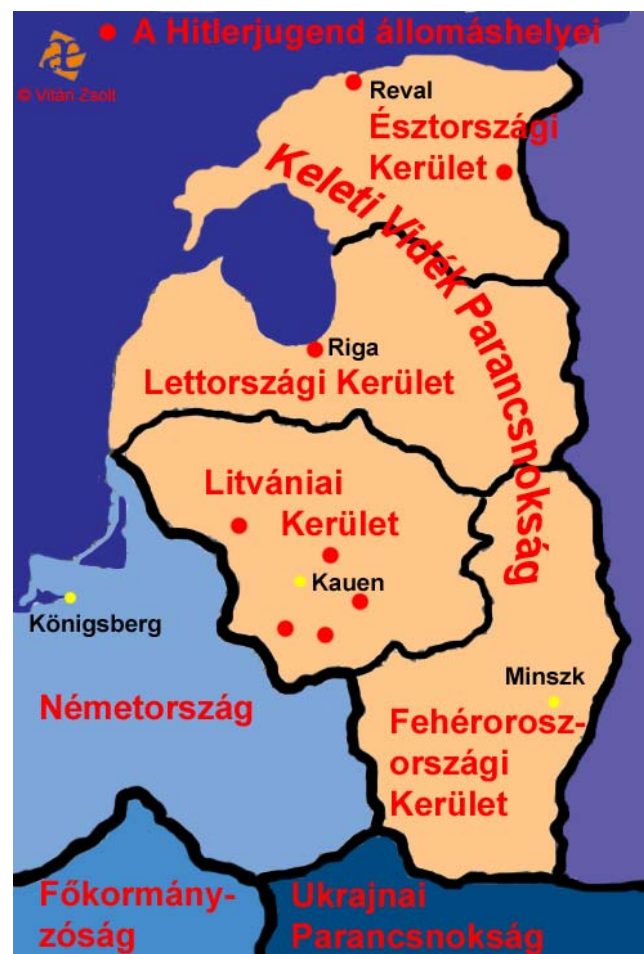 A Hitlerjugend állomáshelyei
© Vitári Zsolt
Reval
Észtországi
Kerület
Keleti Vidék Parancsnokság
Riga
Lettországi Kerület
Litvániai
Kerület
Kauen
Königsberg
Minszk
Németország
Fehérorosz-
országi
Kerület
Főkormány-
zóság
Ukrajnai
Parancsnokság